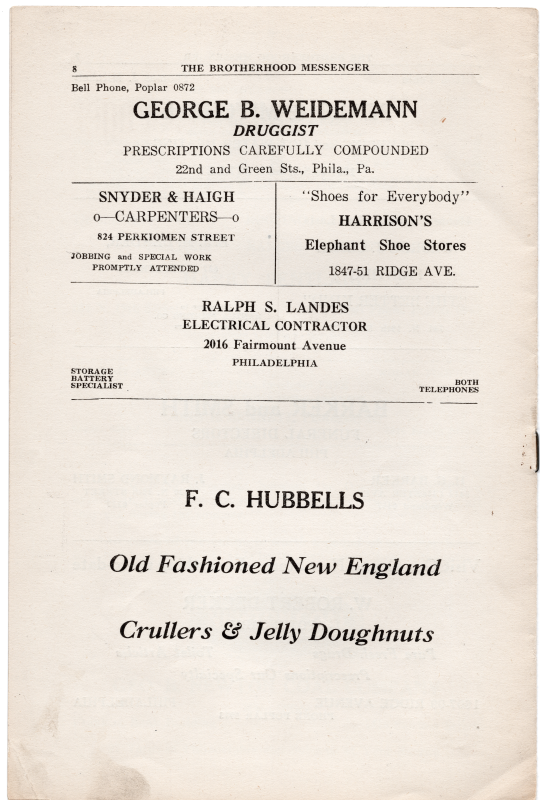 8 THE BROTHERHOOD MESSENGER
Bell Phone, Poplar 0872
GEORGE B. WEIDEMANN
DRUGGIST
PRESCRIPTIONS CAREFULLY COMPOUNDED
22nd and Green Sts., Phila., Pa.
SNYDER & HAIGH
o—CARPENTERS—o
824 PERKIOMEN STREET
JOBBING and SPECIAL WORK
PROMPTLY ATTENDED
"Shoes for Everybody"
HARRISON'S
Elephant Shoe Stores
1847-51 RIDGE AVE.
RALPH S. LANDES
ELECTRICAL CONTRACTOR
2016 Fairmount Avenue
PHILADELPHIA
STORAGE
BATTERY
SPECIALIST
BOTH
TELEPHONES
F. C. HUBBELLS
Old Fashioned New England
Crullers & Jelly Doughnuts